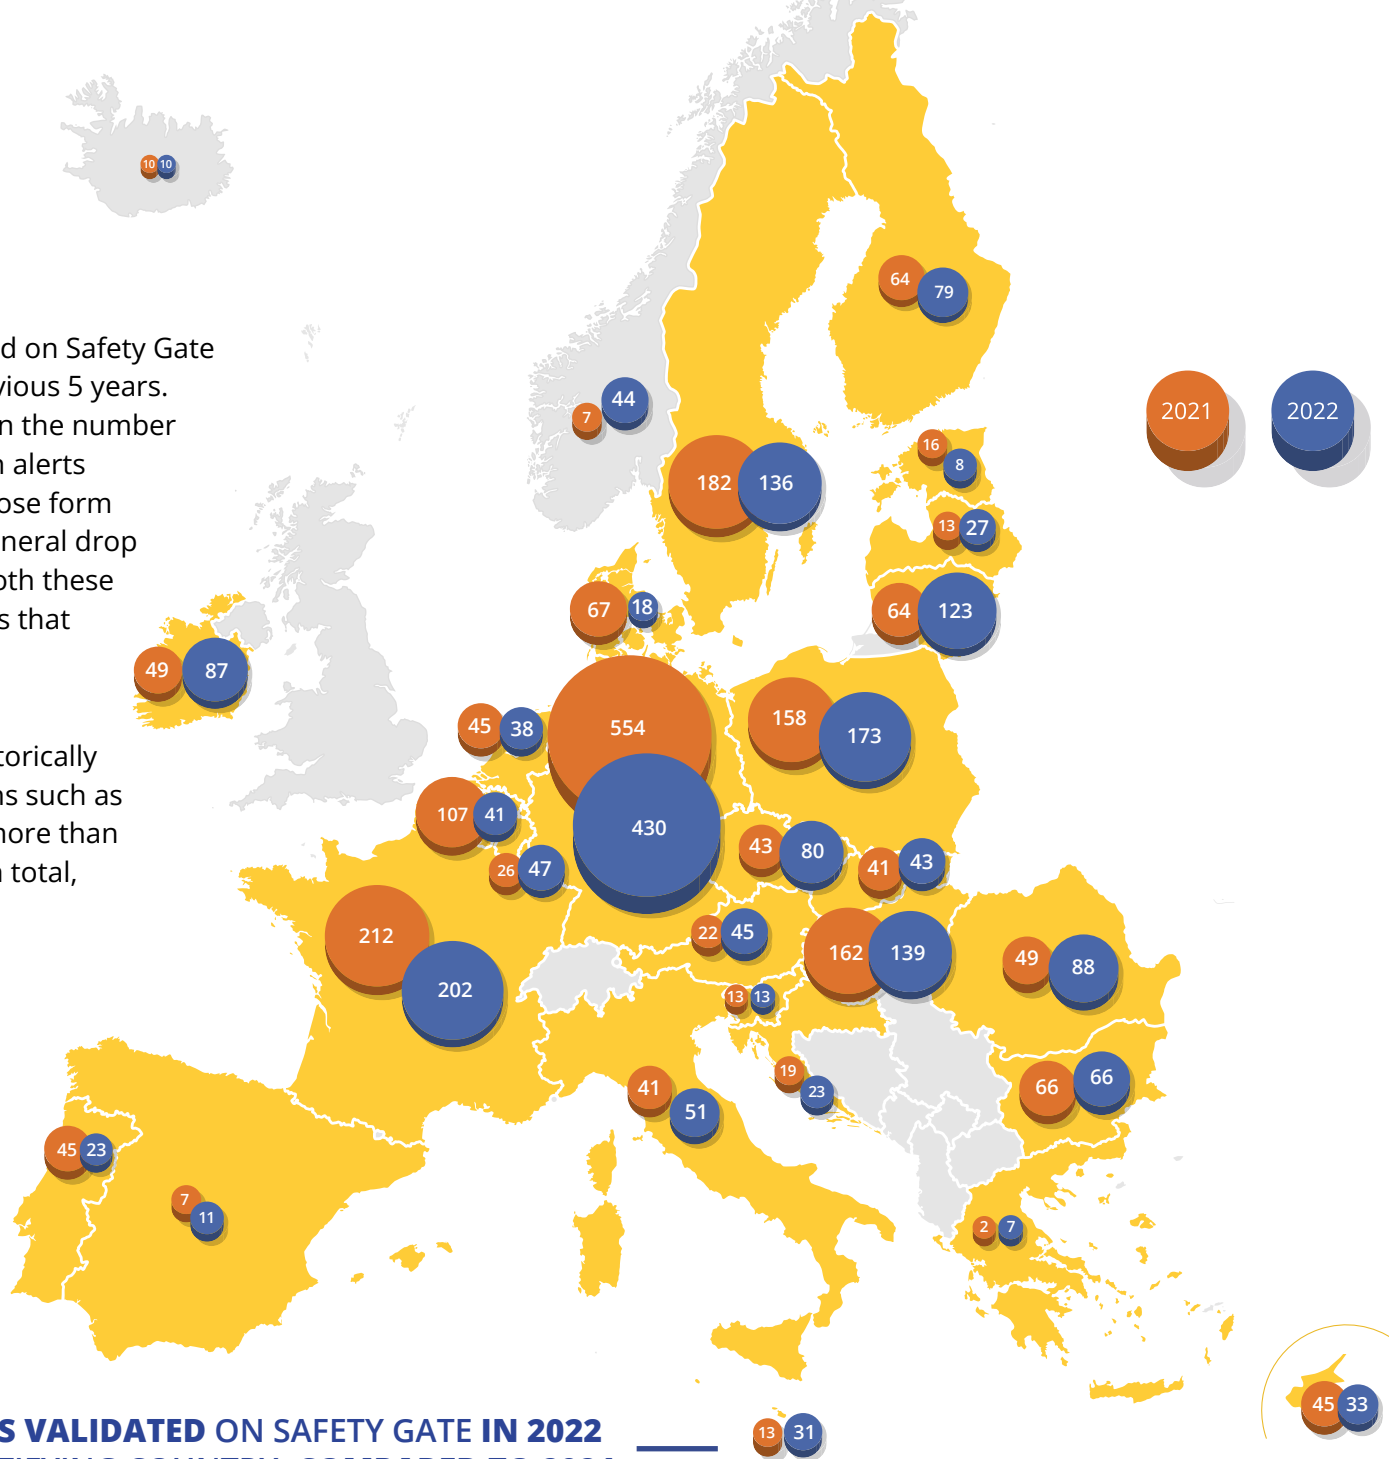 10 10
64
79
d on Safety Gate
vious 5 years.
n the number
n alerts
ose form
neral drop
oth these
s that
2021 2022
7 44
16
8
182 136
13 27
67 18
64 123
49 87
45 38
554
158
173
torically
ns such as
more than
n total,
107 41
430
43 80
41 43
26 47
212
202
22 45
162 139
49 88
13 13
19
23
66 66
41
51
45 23
7
11
2 7
45 33
S VALIDATED ON SAFETY GATE IN 2022
13 31